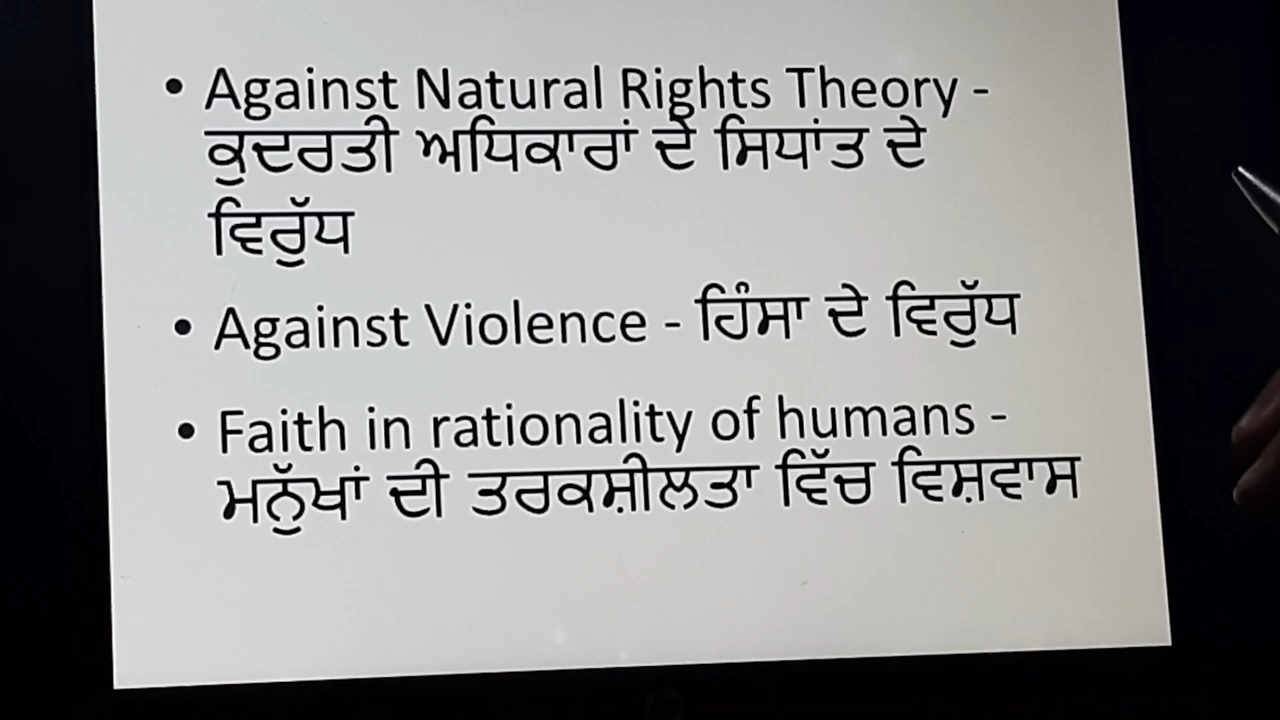 • Against Natural Rights Theory -
ਕੁਦਰਤੀ ਅਧਿਕਾਰਾਂ ਦੇ ਸਿਧਾਂਤ ਦੇ
ਵਿਰੁੱਧ
• Against Violence - ਹਿੰਸਾ ਦੇ ਵਿਰੁੱਧ
• Faith in rationality of humans -
ਮਨੁੱਖਾਂ ਦੀ ਤਰਕਸ਼ੀਲਤਾ ਵਿੱਚ ਵਿਸ਼ਵਾਸ